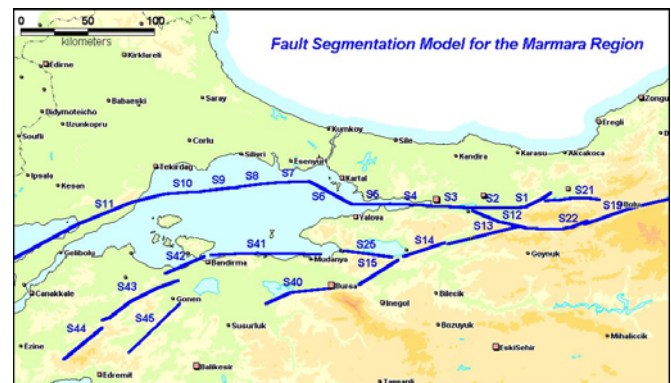 0 50 100
kilometers
Fault Segmentation Model for the Marmara Region
Edirne
Kirklareli
Zongu
Babaeski
Saray
Eregli
Didymoteicho
Uzunkopru
Corlu
Kumkoy
Sile
Soufli
Silivri
Esenyurt
Kandira
Karasu
Akcakoca
Ipsala
Tekirdag
Kartal
Kesan
S11
S10
S9
S8
S7
S6
S5
S4
S3
S2
S1
S21
S19
Bolu
Yalova
S12
S22
S13
S14
Gelibolu
S42
S41
S25
S15
Goynuk
Bandirma
Mudanya
Canakkale
S43
Gonen
S40
Bursa
Inegol
Bilecik
S44
S45
Susurluk
Bozuyuk
Mihaliccik
Ezine
EskiSehir
Balikesir
Edremit